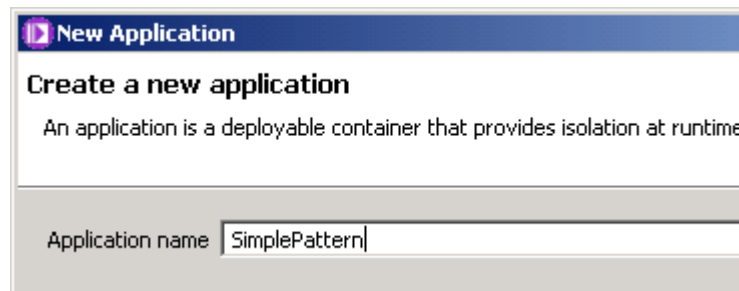 New Application
Create a new application
An application is a deployable container that provides isolation at runtime
Application name SimplePattern